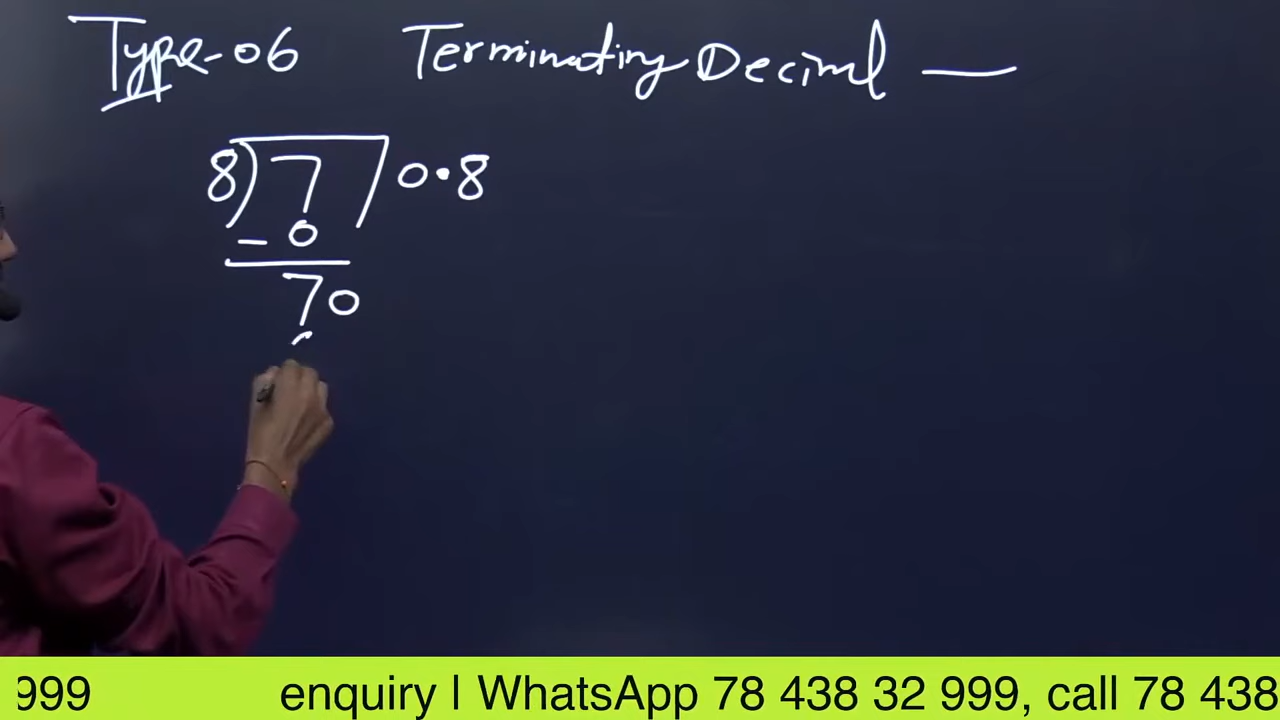 Type-06 Terminating Deciml —
8) 7 ) 0.8
- 0
70
999 enquiry | WhatsApp 78 438 32 999, call 78 438